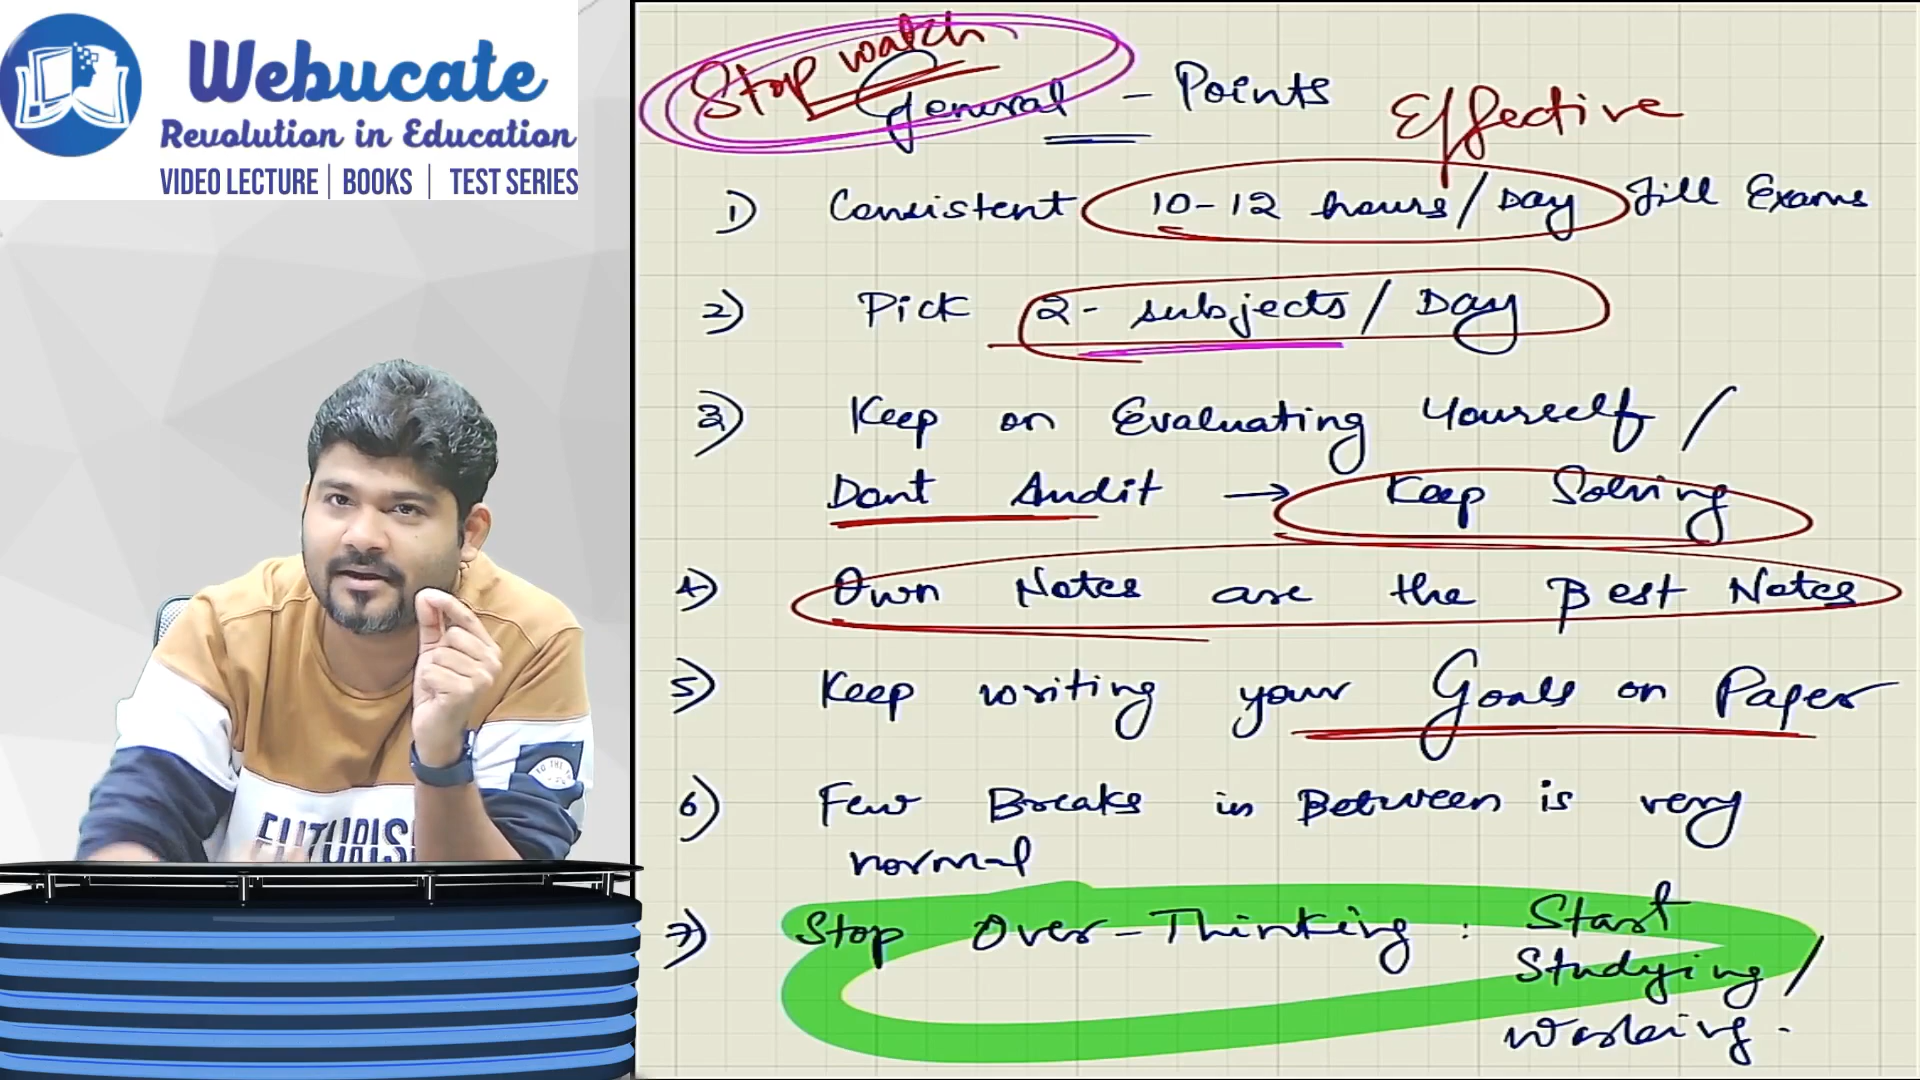 Webucate
Revolution in Education
VIDEO LECTURE | BOOKS | TEST SERIES
FUTURIS
Stop watch
General - Points Effective
1) Consistent 10-12 hours / Day Till Exams
2) Pick 2- subjects / Day
3) Keep on Evaluating Yourself /
Dont Audit → Keep Solving
4) Own Notes are the Best Notes
5) Keep writing your Goals on Paper
6) Few Breaks in Between is very
normal
7) Stop Over-Thinking : Start
Studying /
Working.